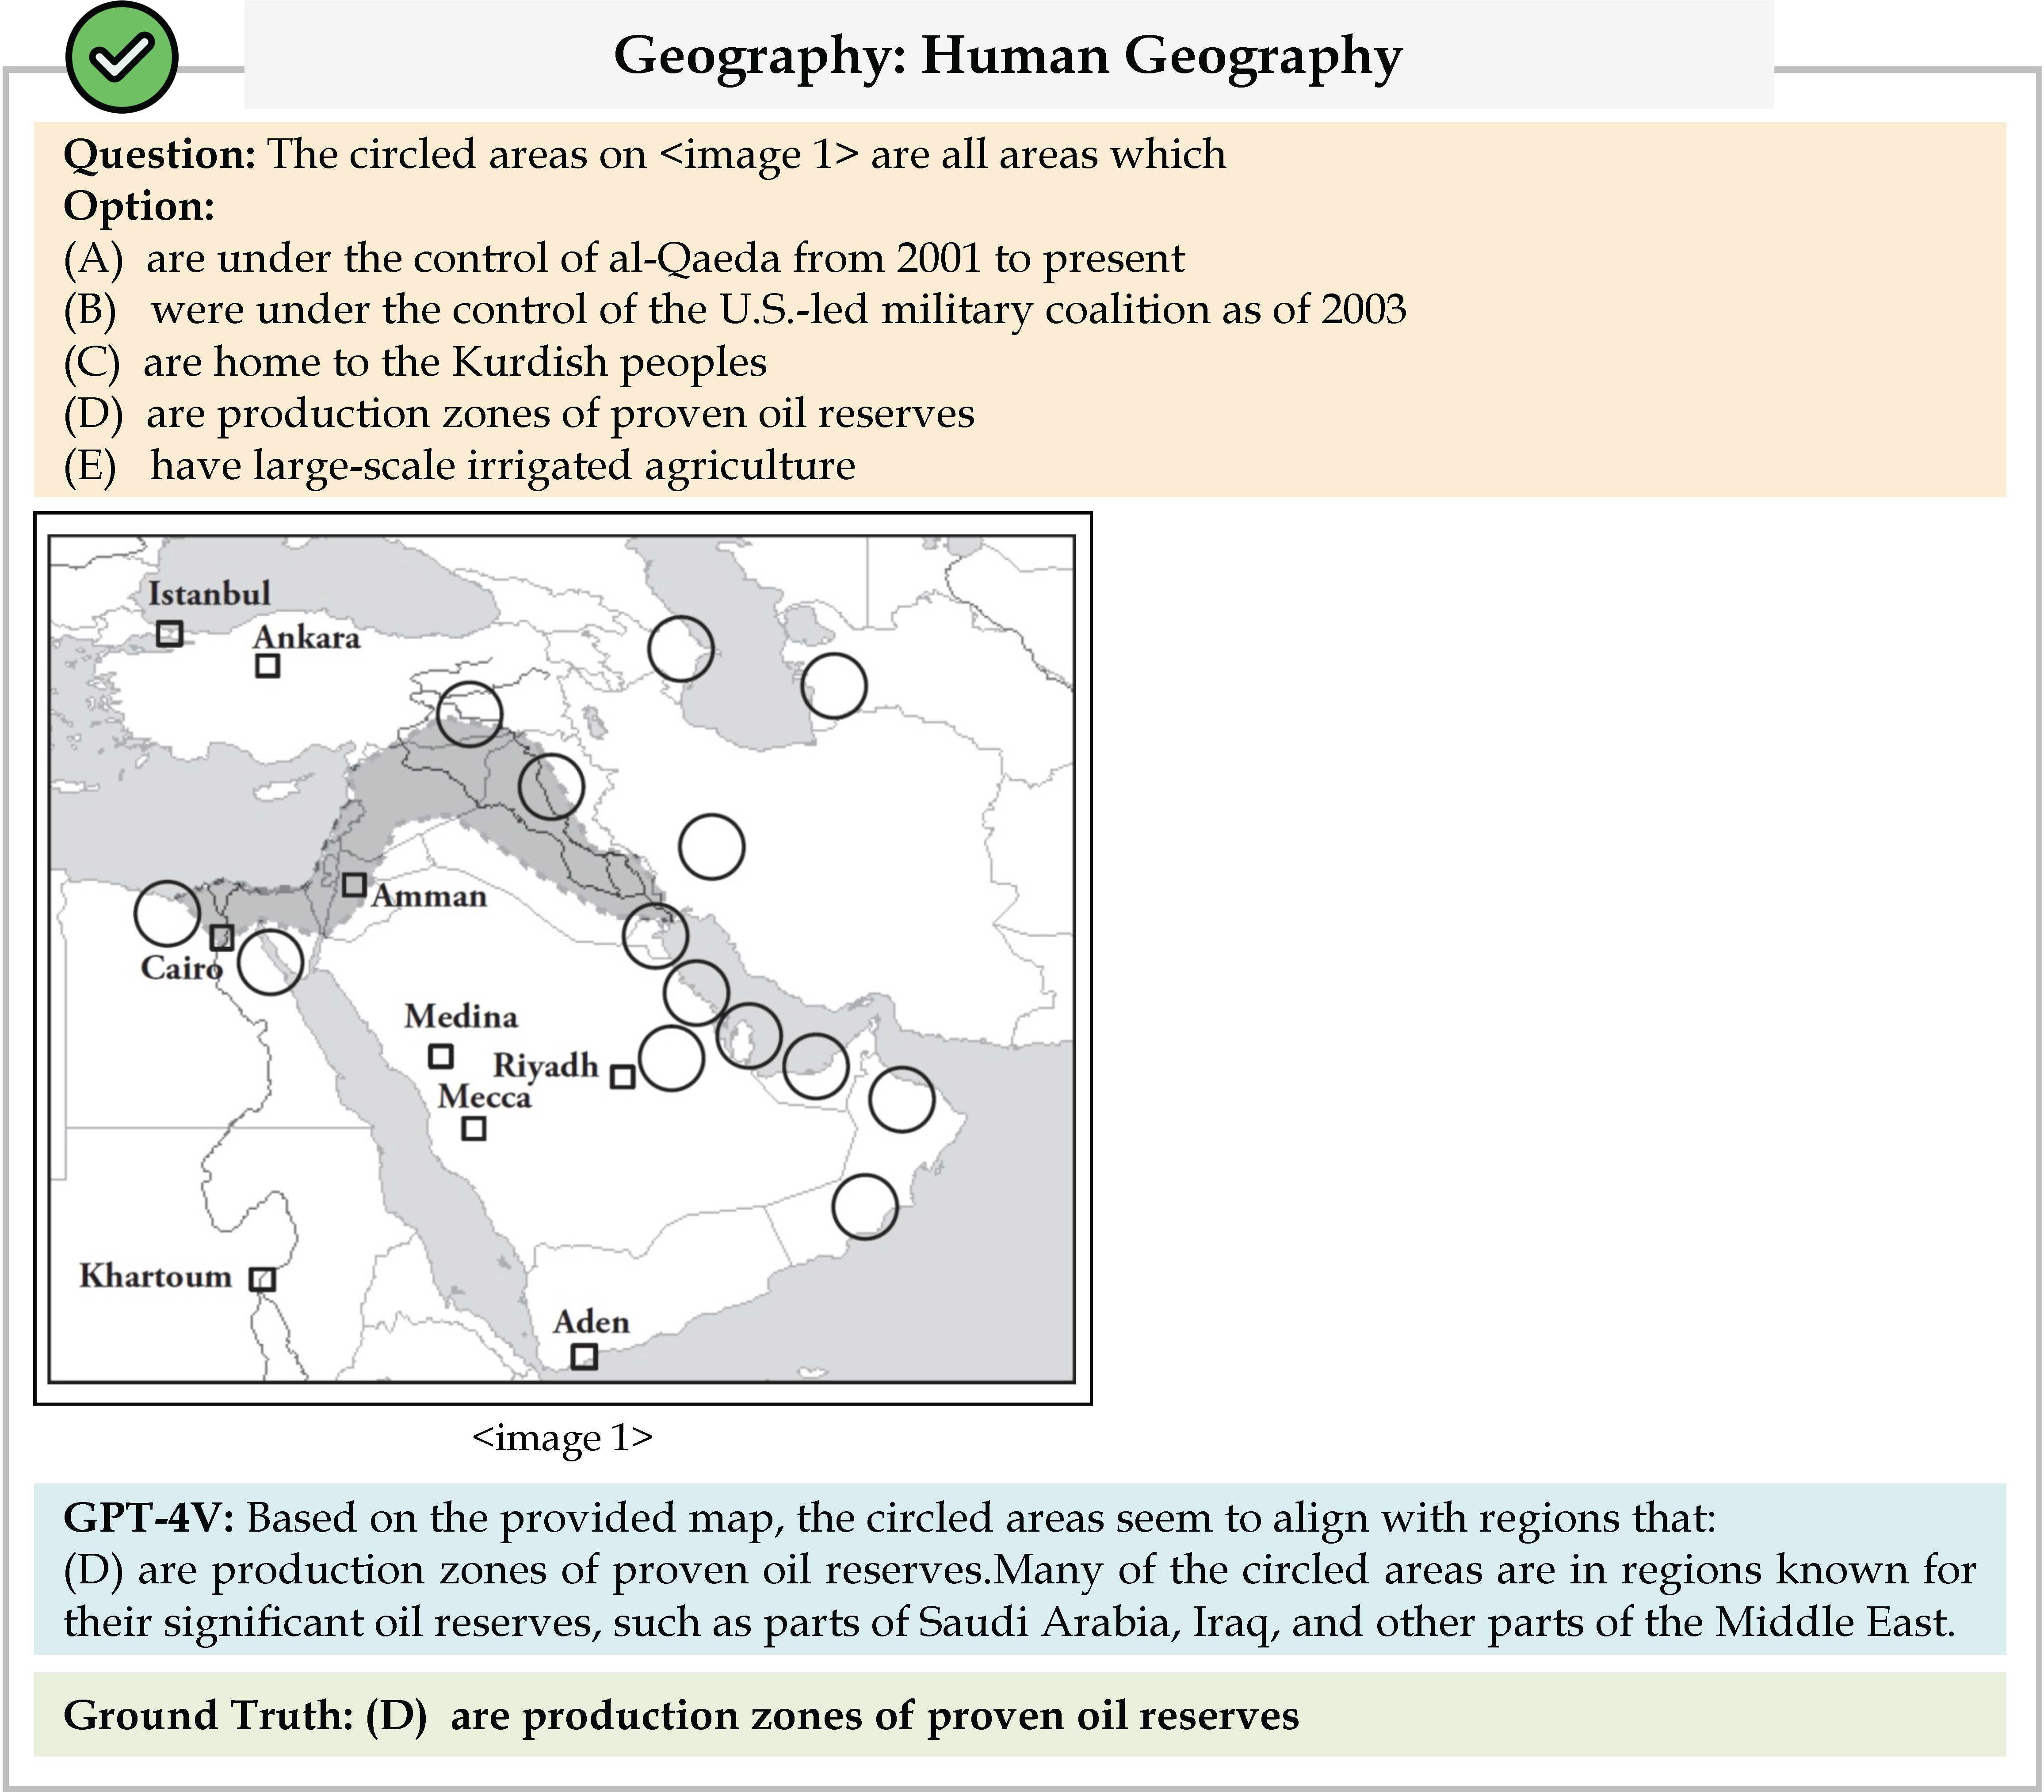 Geography: Human Geography
Question: The circled areas on <image 1> are all areas which
Option:
(A) are under the control of al-Qaeda from 2001 to present
(B) were under the control of the U.S.-led military coalition as of 2003
(C) are home to the Kurdish peoples
(D) are production zones of proven oil reserves
(E) have large-scale irrigated agriculture
Istanbul
Ankara
Amman
Cairo
Medina
Riyadh
Mecca
Khartoum
Aden
<image 1>
GPT-4V: Based on the provided map, the circled areas seem to align with regions that:
(D) are production zones of proven oil reserves.Many of the circled areas are in regions known for
their significant oil reserves, such as parts of Saudi Arabia, Iraq, and other parts of the Middle East.
Ground Truth: (D) are production zones of proven oil reserves